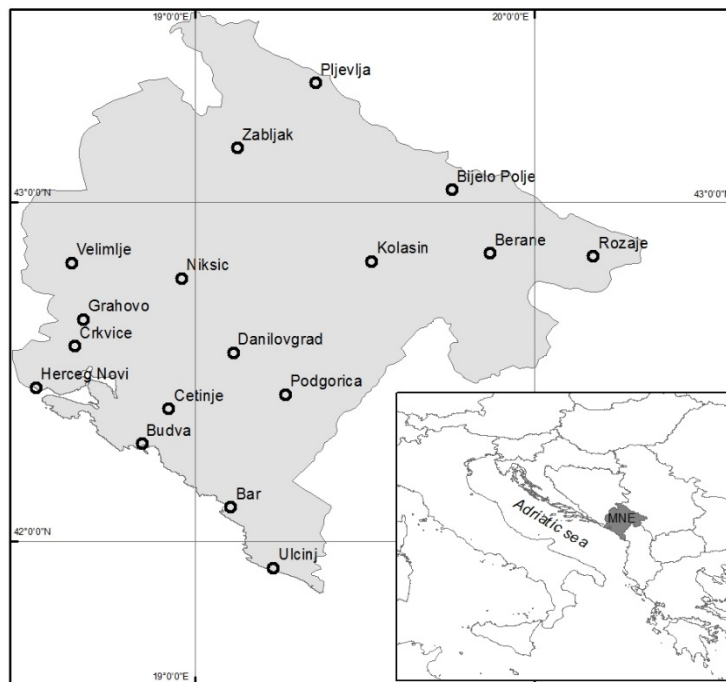 19°0'0"E
20°0'0"E
Pljevlja
Zabljak
Bijelo Polje
43°0'0"N
43°0'0"N
Berane
Rozaje
Kolasin
Velimlje
Niksic
Grahovo
Crkvice
Danilovgrad
Herceg Novi
Podgorica
Cetinje
Budva
Bar
42°0'0"N
Ulcinj
MNE
Adriatic sea
19°0'0"E